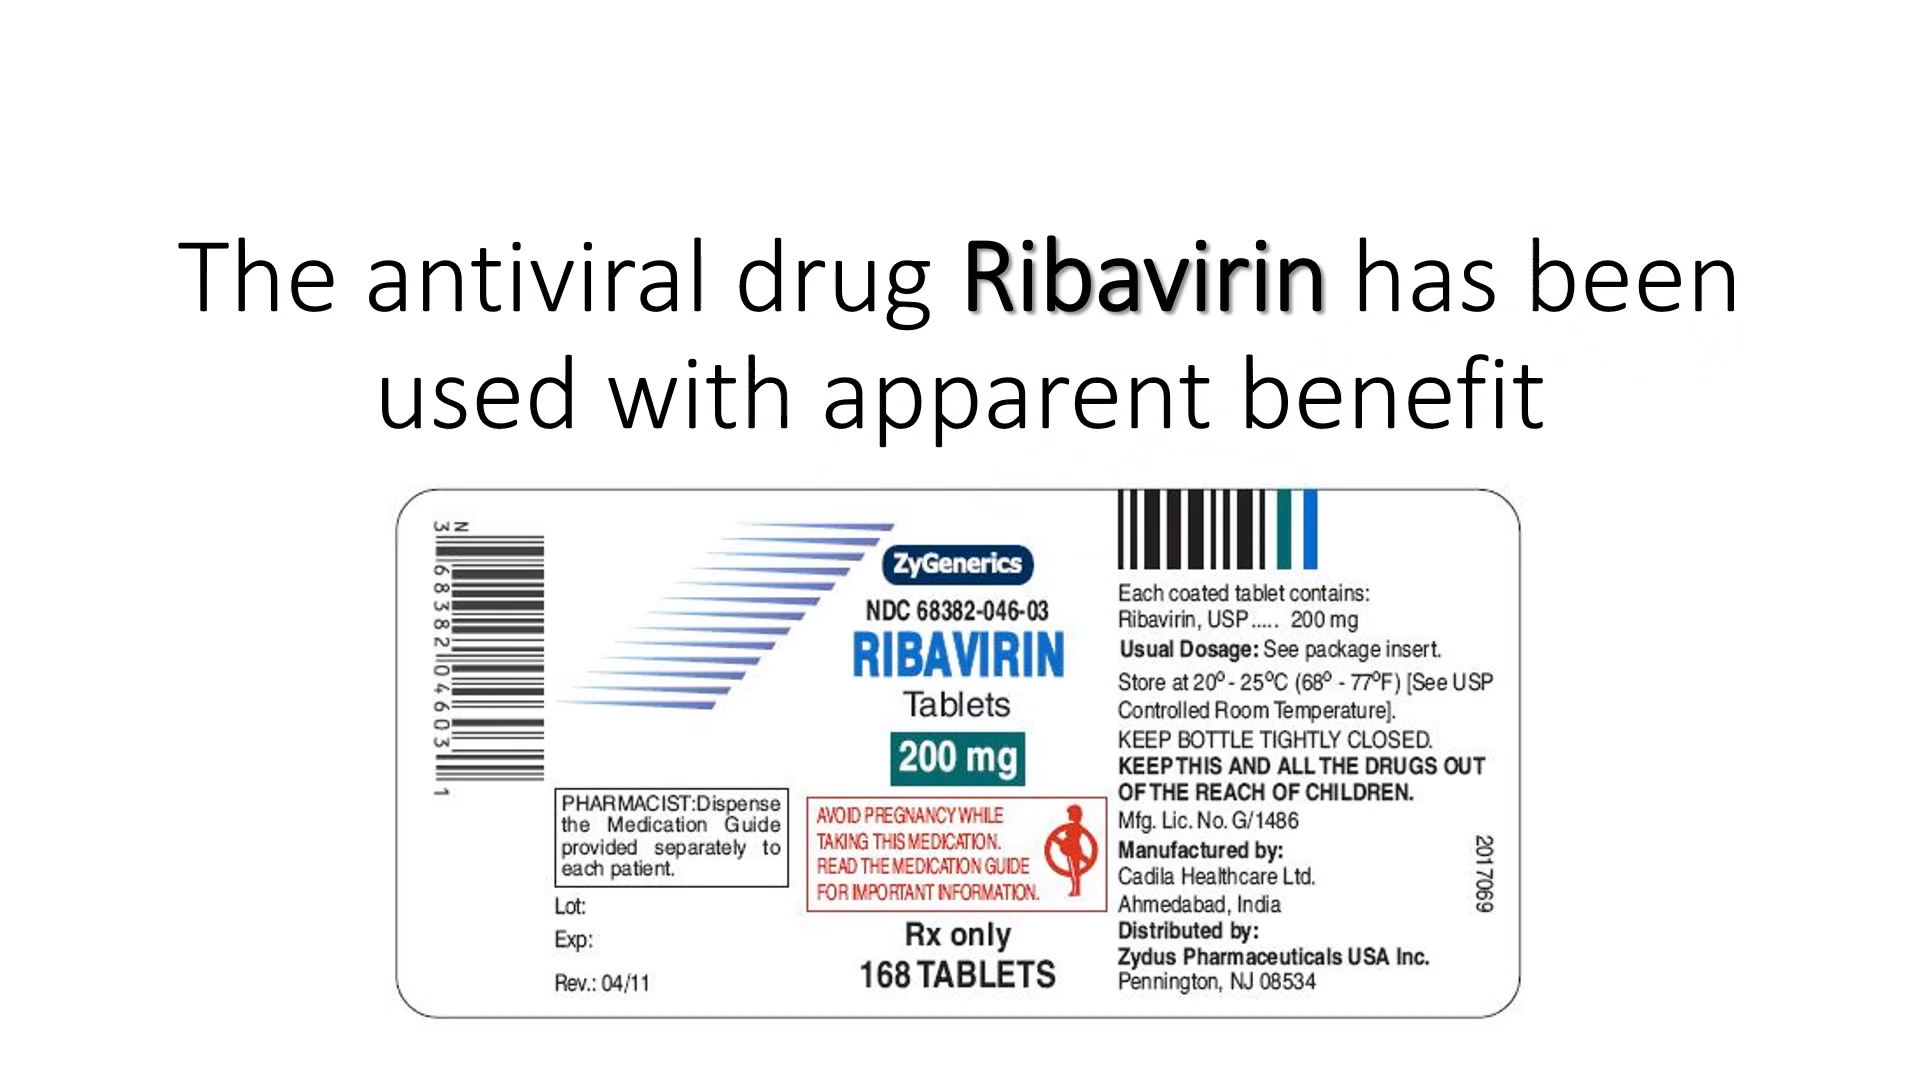 The antiviral drug Ribavirin has been
used with apparent benefit
N
3 68382 04603 1
ZyGenerics
NDC 68382-046-03
RIBAVIRIN
Tablets
200 mg
PHARMACIST:Dispense
the Medication Guide
provided separately to
each patient.
Lot:
Exp:
Rev.: 04/11
AVOID PREGNANCY WHILE
TAKING THIS MEDICATION.
READ THE MEDICATION GUIDE
FOR IMPORTANT INFORMATION.
Rx only
168 TABLETS
Each coated tablet contains:
Ribavirin, USP ..... 200 mg
Usual Dosage: See package insert.
Store at 20º - 25ºC (68º - 77ºF) [See USP
Controlled Room Temperature].
KEEP BOTTLE TIGHTLY CLOSED.
KEEP THIS AND ALL THE DRUGS OUT
OF THE REACH OF CHILDREN.
Mfg. Lic. No. G/1486
Manufactured by:
Cadila Healthcare Ltd.
Ahmedabad, India
Distributed by:
Zydus Pharmaceuticals USA Inc.
Pennington, NJ 08534
2017069